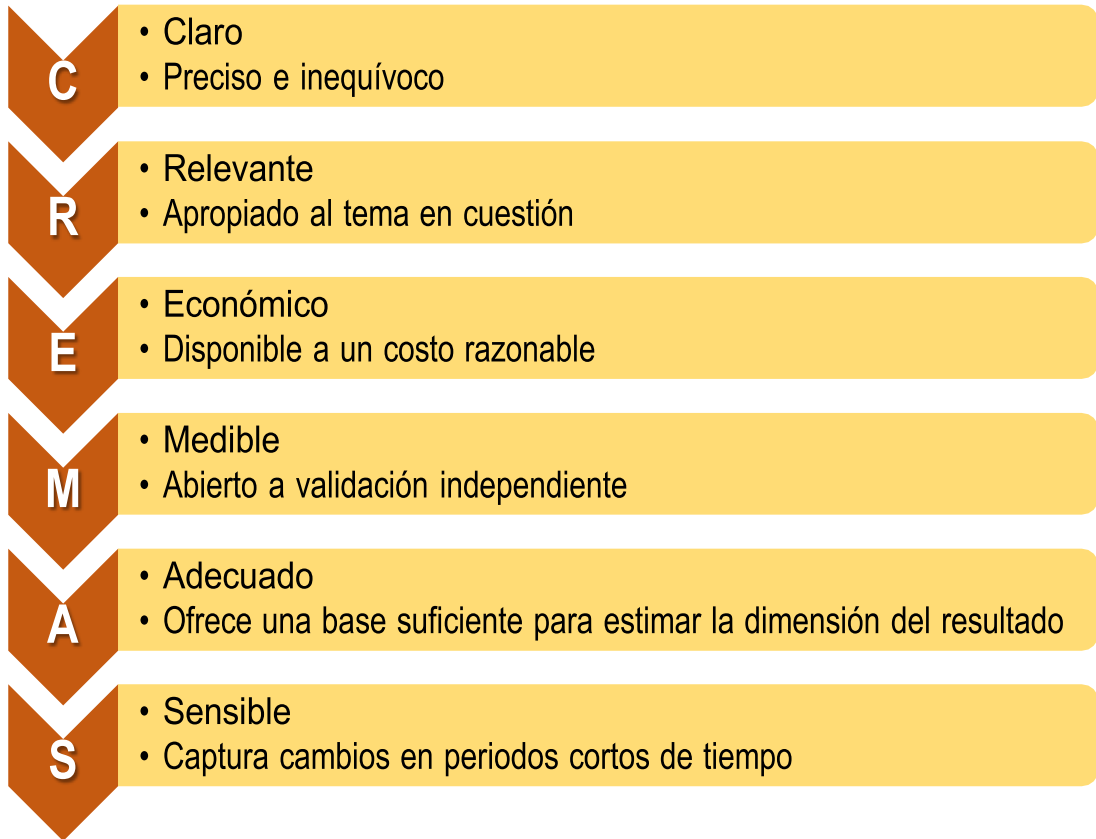 C
• Claro
• Preciso e inequívoco
R
• Relevante
• Apropiado al tema en cuestión
E
• Económico
• Disponible a un costo razonable
M
• Medible
• Abierto a validación independiente
A
• Adecuado
• Ofrece una base suficiente para estimar la dimensión del resultado
S
• Sensible
• Captura cambios en periodos cortos de tiempo